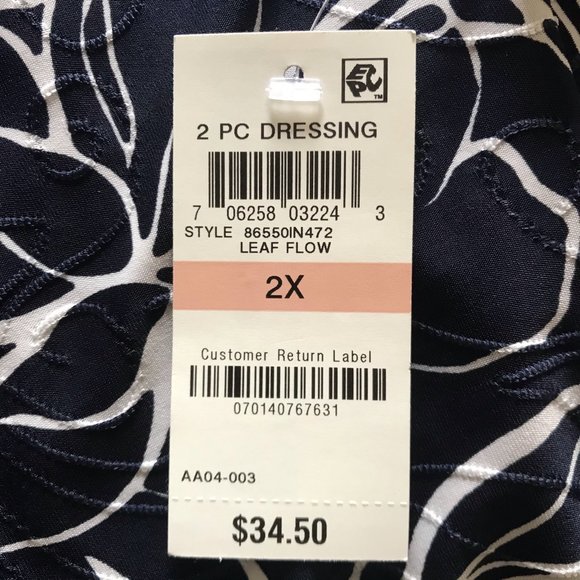 EPC™
2 PC DRESSING
7 06258 03224 3
STYLE 86550IN472
LEAF FLOW
2X
Customer Return Label
070140767631
AA04-003
$34.50